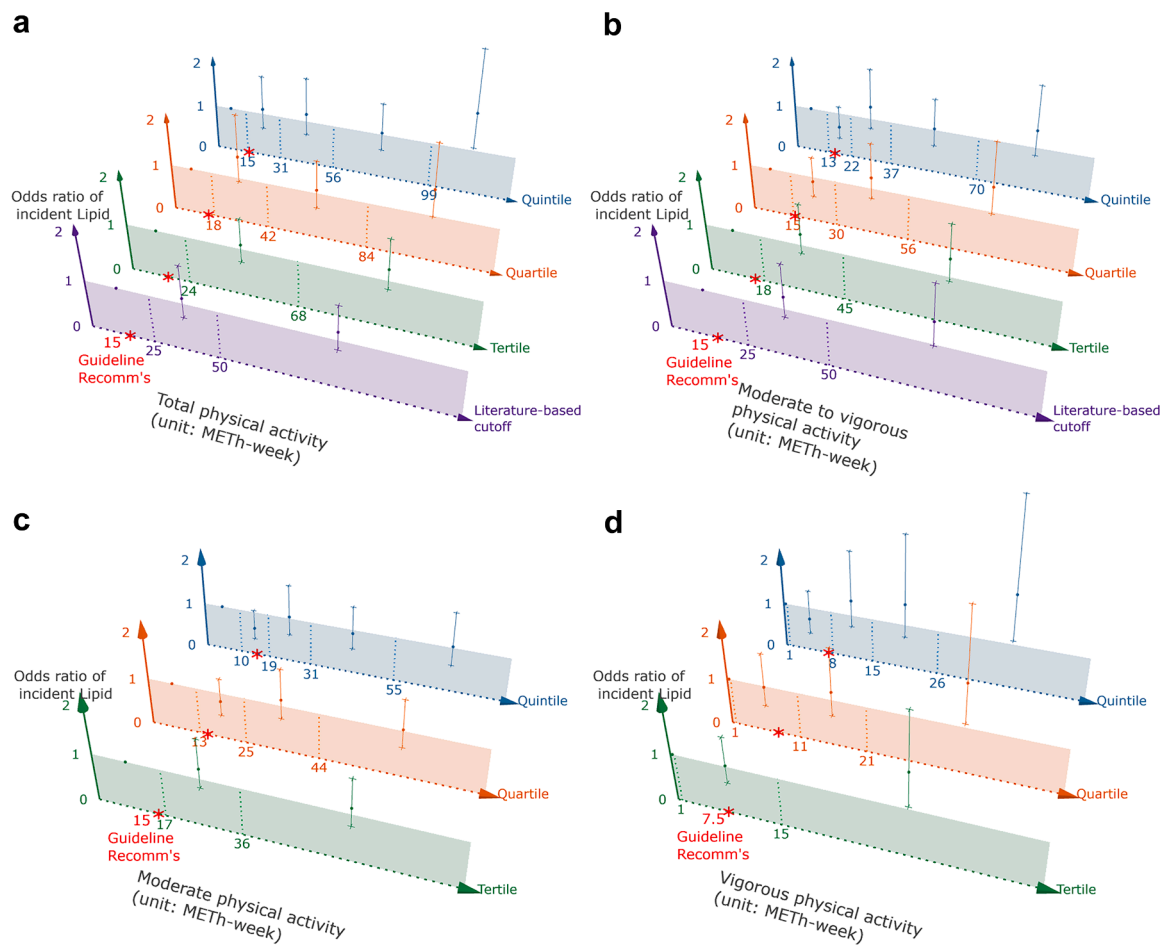 a
2
1
0
15
31
56
99
Quintile
2
1
0
18
42
84
Quartile
Odds ratio of
incident Lipid
2
1
0
24
68
Tertile
2
1
0
15
Guideline
Recomm's
25
50
Literature-based
cutoff
Total physical activity
(unit: METh-week)
b
2
1
0
13
22
37
70
Quintile
2
1
0
15
30
56
Quartile
Odds ratio of
incident Lipid
2
1
0
18
45
Tertile
2
1
0
15
Guideline
Recomm's
25
50
Literature-based
cutoff
Moderate to vigorous
physical activity
(unit: METh-week)
c
2
1
0
10
19
31
55
Quintile
2
1
0
13
25
44
Quartile
Odds ratio of
incident Lipid
2
1
0
15
Guideline
Recomm's
17
36
Tertile
Moderate physical activity
(unit: METh-week)
d
2
1
0
1
8
15
26
Quintile
2
1
0
1
11
21
Quartile
Odds ratio of
incident Lipid
2
1
0
1
7.5
Guideline
Recomm's
15
Tertile
Vigorous physical activity
(unit: METh-week)